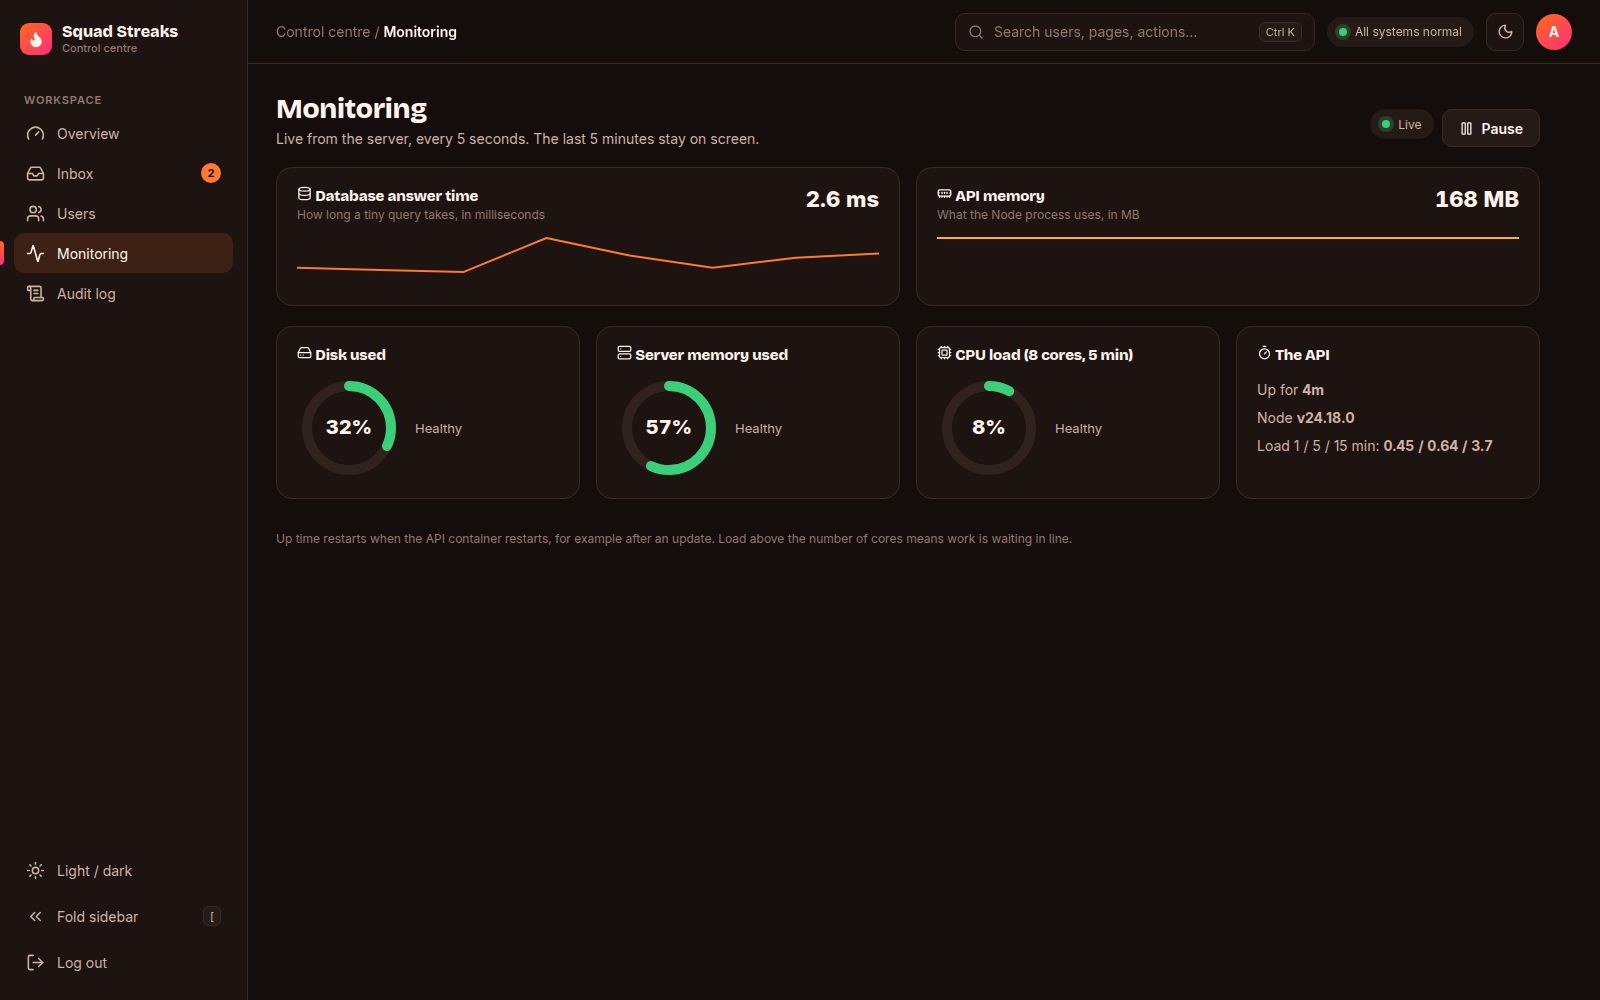 Squad Streaks
Control centre
WORKSPACE
Overview
Inbox 2
Users
Monitoring
Audit log
Light / dark
Fold sidebar [
Log out
Control centre / Monitoring
Search users, pages, actions... Ctrl K
All systems normal
A
Monitoring
Live from the server, every 5 seconds. The last 5 minutes stay on screen.
Live
Pause
Database answer time 2.6 ms
How long a tiny query takes, in milliseconds
API memory 168 MB
What the Node process uses, in MB
Disk used
32% Healthy
Server memory used
57% Healthy
CPU load (8 cores, 5 min)
8% Healthy
The API
Up for 4m
Node v24.18.0
Load 1 / 5 / 15 min: 0.45 / 0.64 / 3.7
Up time restarts when the API container restarts, for example after an update. Load above the number of cores means work is waiting in line.